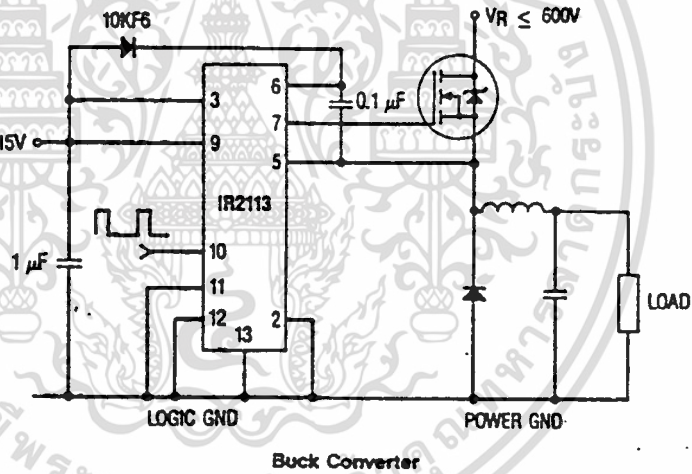 10KF6
VR ≤ 600V
3
6
0.1 μF
7
15V
9
5
IR2113
10
1 μF
11
12
2
13
LOAD
LOGIC GND
POWER GND
Buck Converter